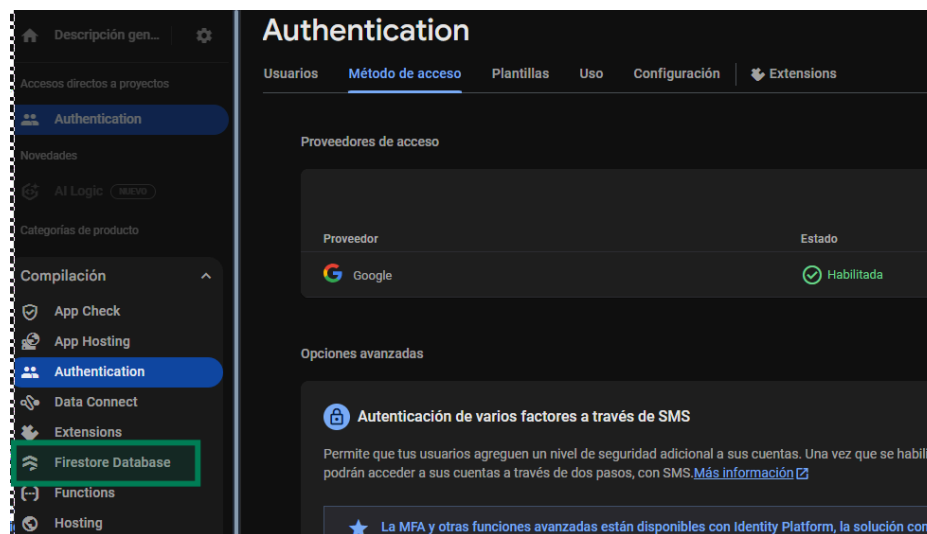 Descripción gen...
Accesos directos a proyectos
Authentication
Novedades
AI Logic NUEVO
Categorías de producto
Compilación
App Check
App Hosting
Authentication
Data Connect
Extensions
Firestore Database
Functions
Hosting
Authentication
Usuarios Método de acceso Plantillas Uso Configuración Extensions
Proveedores de acceso
Proveedor Estado
Google Habilitada
Opciones avanzadas
Autenticación de varios factores a través de SMS
Permite que tus usuarios agreguen un nivel de seguridad adicional a sus cuentas. Una vez que se habili
podrán acceder a sus cuentas a través de dos pasos, con SMS.Más información
La MFA y otras funciones avanzadas están disponibles con Identity Platform, la solución con